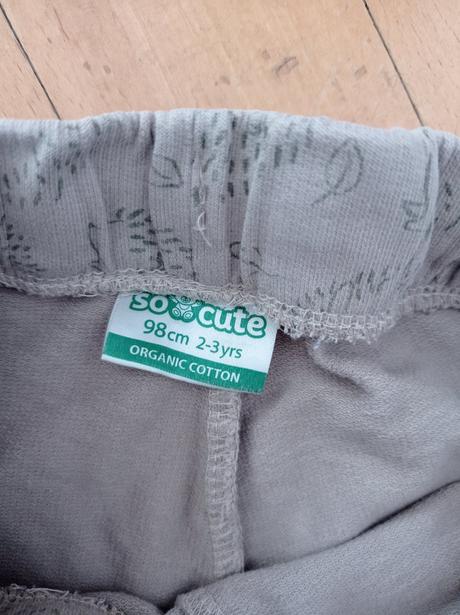 so cute
98cm 2-3yrs
ORGANIC COTTON